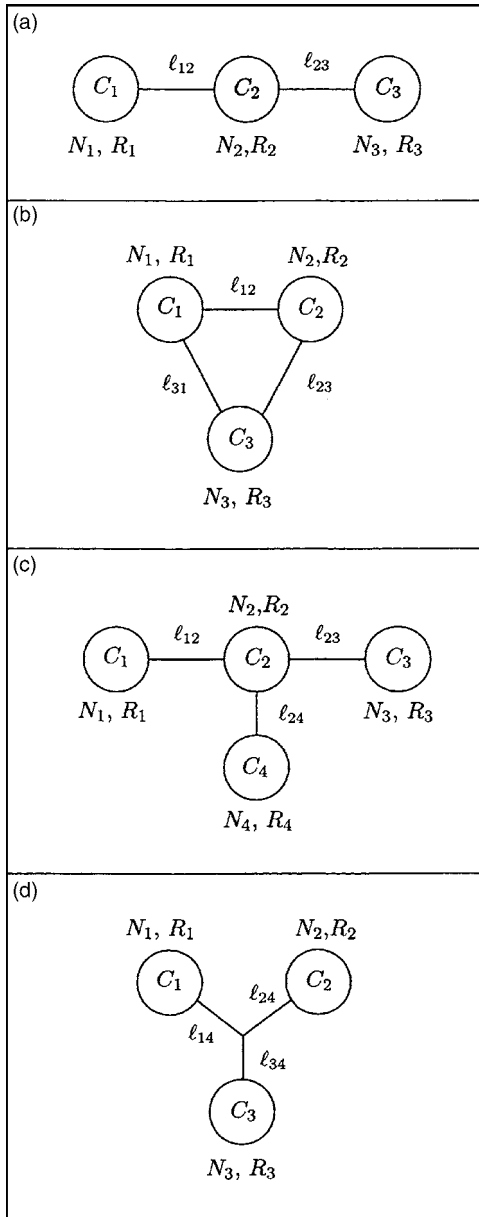 (a)
ℓ₁₂ ℓ₂₃
C₁ C₂ C₃
N₁, R₁ N₂,R₂ N₃, R₃
(b)
N₁, R₁ N₂,R₂
ℓ₁₂
C₁ C₂
ℓ₃₁ ℓ₂₃
C₃
N₃, R₃
(c)
N₂,R₂
ℓ₁₂ ℓ₂₃
C₁ C₂ C₃
N₁, R₁ N₃, R₃
ℓ₂₄
C₄
N₄, R₄
(d)
N₁, R₁ N₂,R₂
C₁ C₂
ℓ₂₄
ℓ₁₄
ℓ₃₄
C₃
N₃, R₃